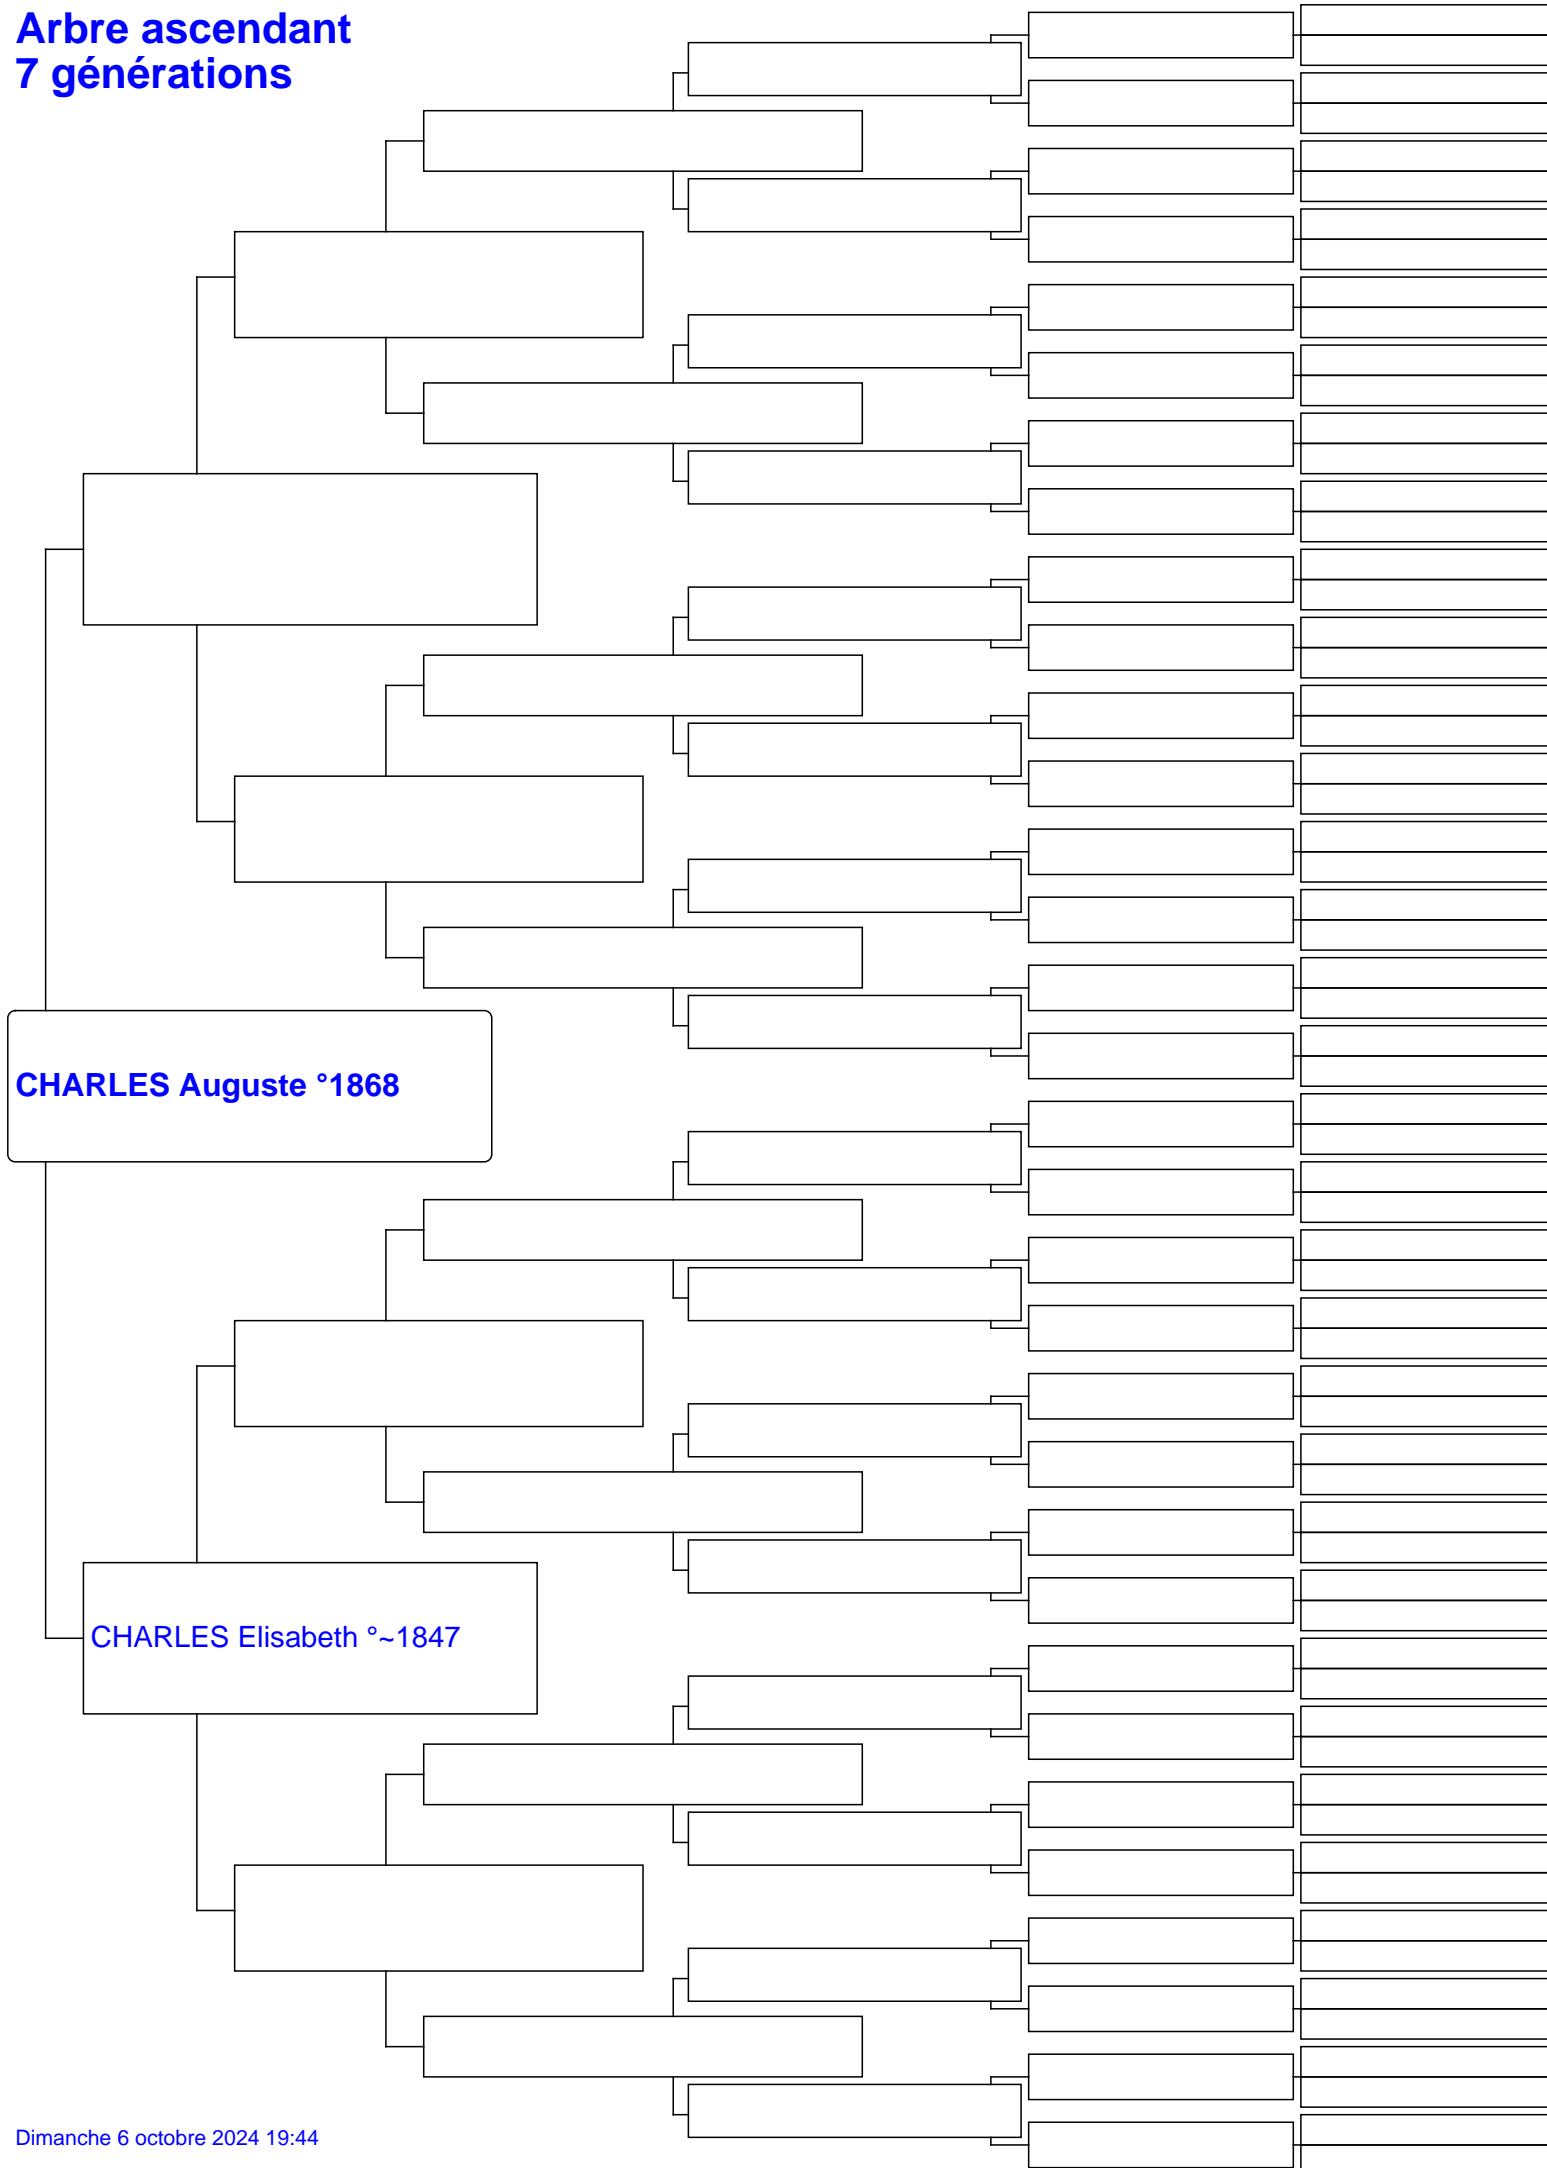 Arbre ascendant
7 générations
CHARLES Auguste °1868
CHARLES Elisabeth °~1847
Dimanche 6 octobre 2024 19:44